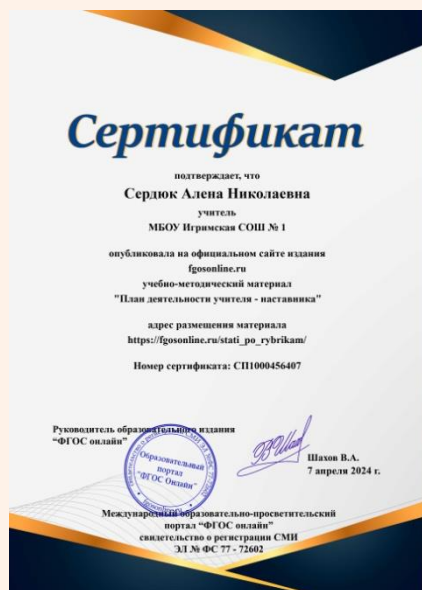 Сертификат
подтверждает, что
Сердюк Алена Николаевна
учитель
МБОУ Игримская СОШ № 1
опубликовала на официальном сайте издания
fgosonline.ru
учебно-методический материал
"План деятельности учителя - наставника"
адрес размещения материала
https://fgosonline.ru/stati_po_rybrikam/
Номер сертификата: СП1000456407
Руководитель образовательного издания
“ФГОС онлайн”
Образовательный
портал
"ФГОС Онлайн"
Шахов В.А.
7 апреля 2024 г.
Международный образовательно-просветительский
портал “ФГОС онлайн”
свидетельство о регистрации СМИ
ЭЛ № ФС 77 - 72602